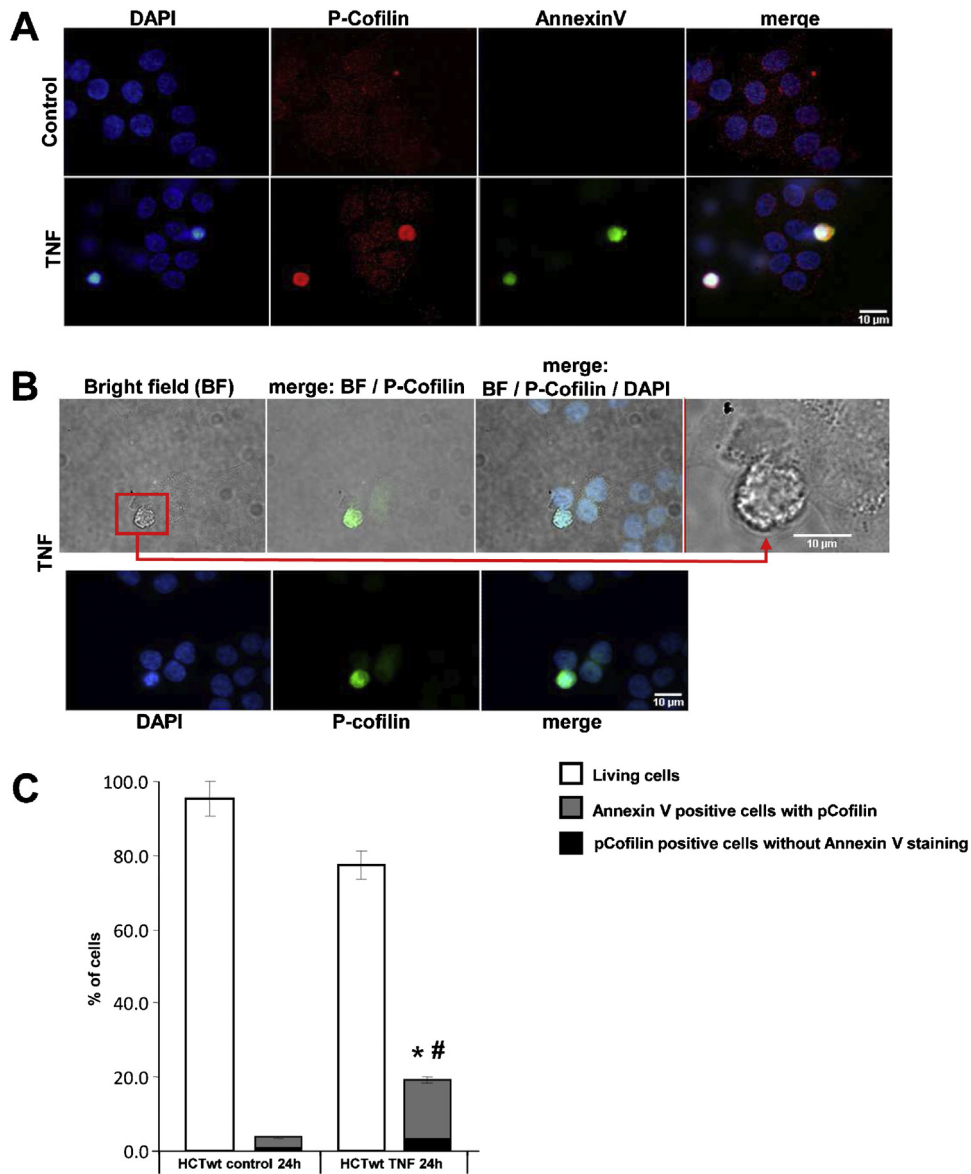 A
DAPI P-Cofilin AnnexinV merge
Control
TNF
10 µm
B
Bright field (BF) merge: BF / P-Cofilin merge:
BF / P-Cofilin / DAPI
10 µm
TNF
10 µm
DAPI P-cofilin merge
C
100.0
80.0
60.0
40.0
20.0
0.0
% of cells
* #
HCTwt control 24h HCTwt TNF 24h
Living cells
Annexin V positive cells with pCofilin
pCofilin positive cells without Annexin V staining